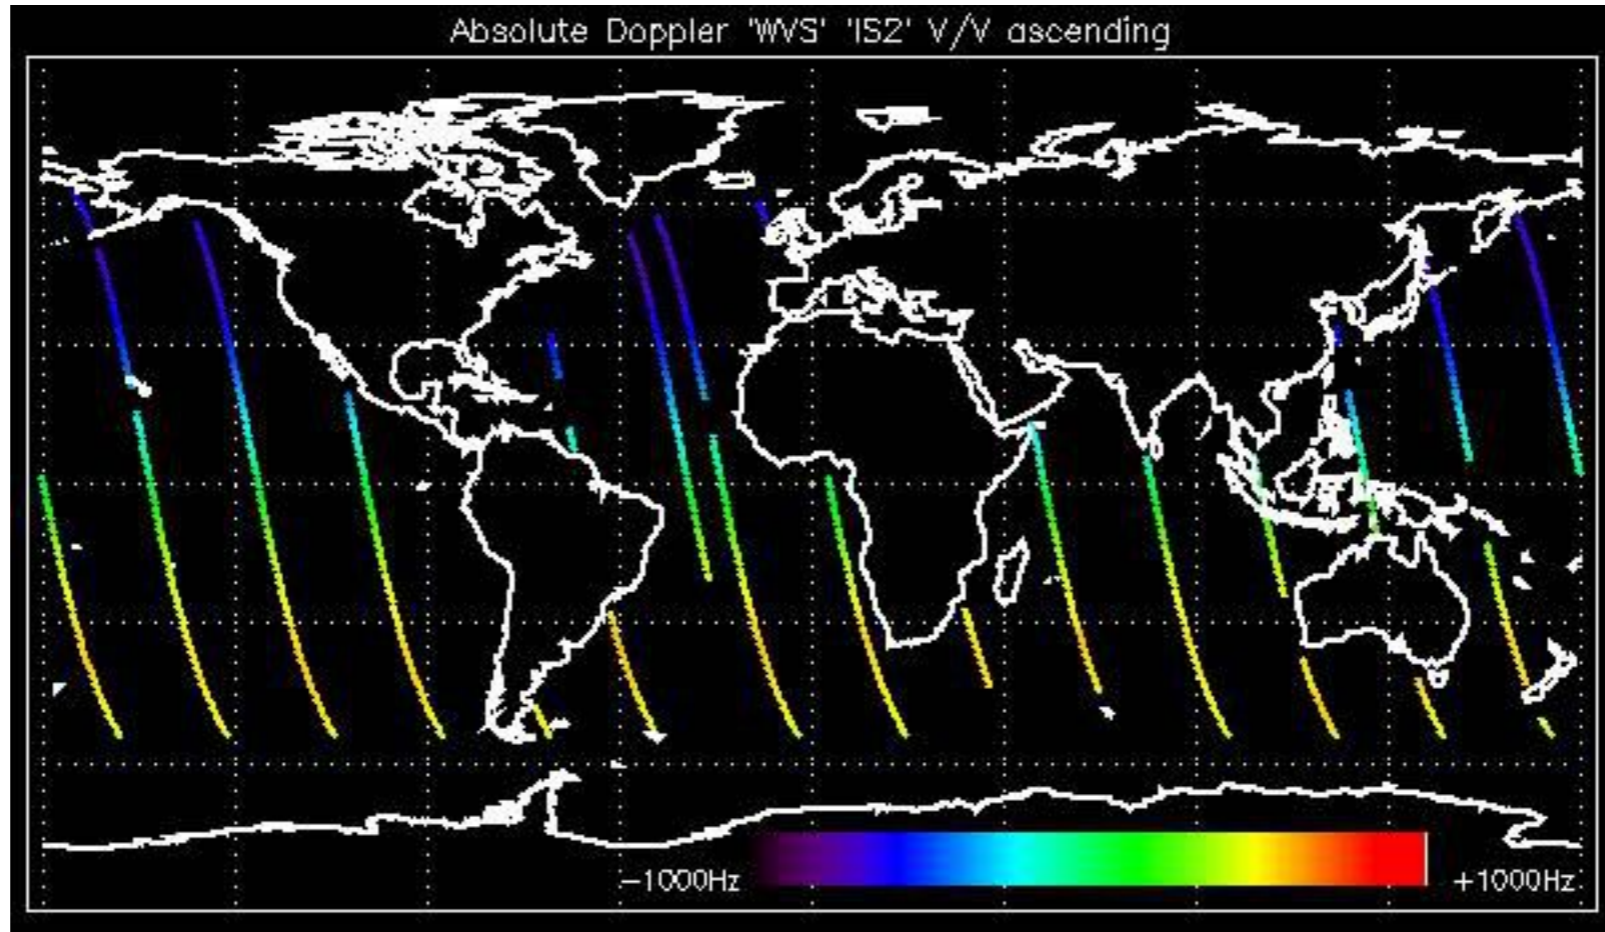 Absolute Doppler 'WVS' 'IS2' V/V ascending
-1000Hz +1000Hz